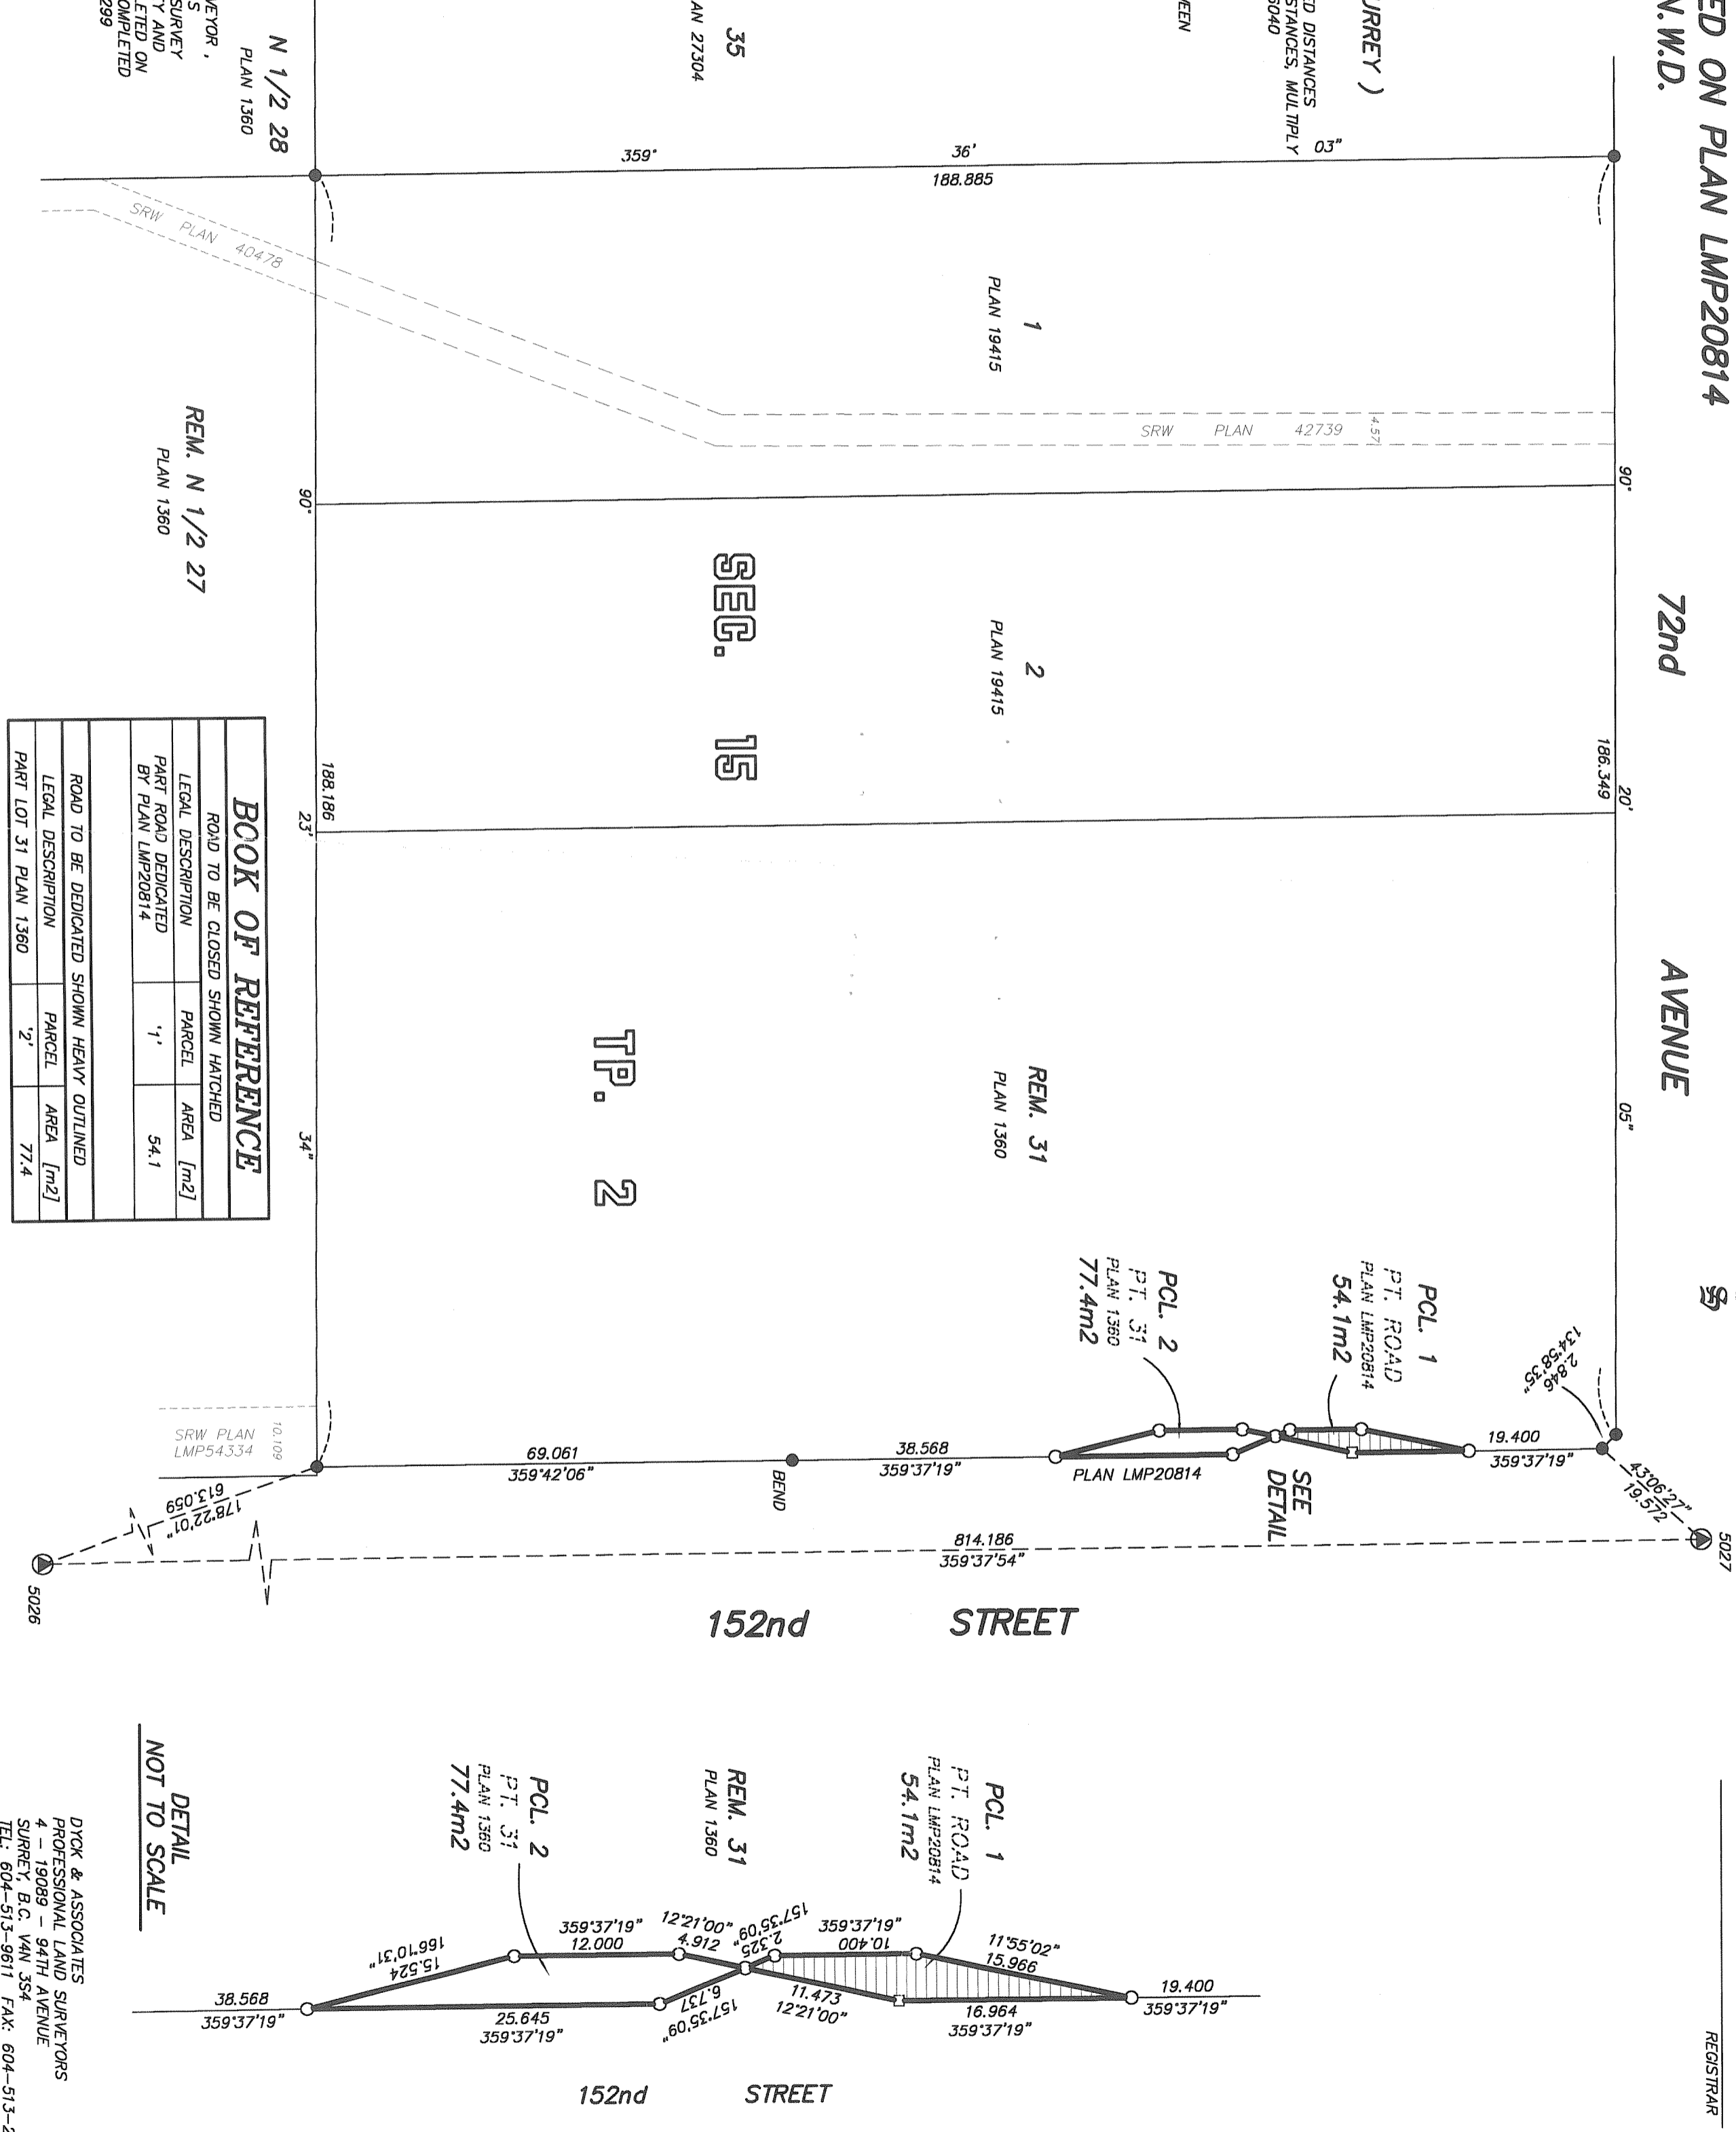 ED ON PLAN LMP20814
N.W.D.
72nd AVENUE
URREY )
ED DISTANCES
STANCES, MULTIPLY
6040
EEN
35
AN 27304
N 1/2 28
PLAN 1360
VEYOR ,
S
SURVEY
Y AND
LETED ON
OMPLETED
299
359° 36' 03"
188.885
SRW PLAN 40478
1
PLAN 19415
SRW PLAN 42739
4.57
90° 20' 05"
186.349
2
PLAN 19415
SEC. 15
TP. 2
REM. 31
PLAN 1360
90° 23' 34"
188.186
REM. N 1/2 27
PLAN 1360
BOOK OF REFERENCE
ROAD TO BE CLOSED SHOWN HATCHED
LEGAL DESCRIPTION PARCEL AREA [m2]
PART ROAD DEDICATED
BY PLAN LMP20814 '1' 54.1
ROAD TO BE DEDICATED SHOWN HEAVY OUTLINED
LEGAL DESCRIPTION PARCEL AREA [m2]
PART LOT 31 PLAN 1360 '2' 77.4
PCL. 1
PT. ROAD
PLAN LMP20814
54.1m2
PCL. 2
PT. 31
PLAN 1360
77.4m2
2.846
134°58'35"
19.400
359°37'19"
43°06'27"
19.572
5027
SEE
DETAIL
PLAN LMP20814
38.568
359°37'19"
BEND
69.061
359°42'06"
SRW PLAN
LMP54334
10.109
178°22'01"
613.059
5026
814.186
359°37'54"
152nd STREET
REGISTRAR
PCL. 1
PT. ROAD
PLAN LMP20814
54.1m2
REM. 31
PLAN 1360
PCL. 2
PT. 31
PLAN 1360
77.4m2
19.400
359°37'19"
11°55'02"
15.966
16.964
359°37'19"
359°37'19"
10.400
11.473
12°21'00"
157°35'09"
2.325
12°21'00"
4.912
6.737
157°35'09"
359°37'19"
12.000
25.645
359°37'19"
166°10'31"
15.524
38.568
359°37'19"
152nd STREET
DETAIL
NOT TO SCALE
DYCK & ASSOCIATES
PROFESSIONAL LAND SURVEYORS
4 - 19089 - 94TH AVENUE
SURREY, B.C. V4N 3S4
TEL: 604-513-9611 FAX: 604-513-2